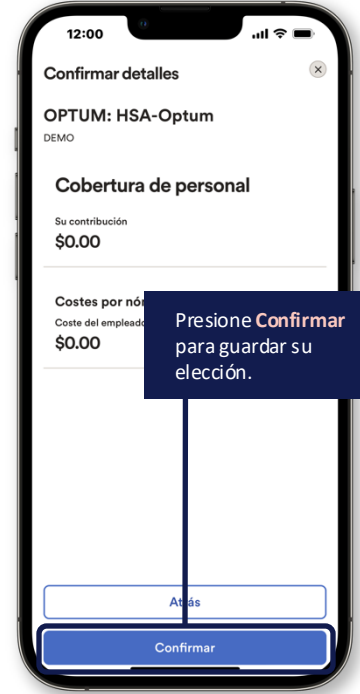 12:00
Confirmar detalles
OPTUM: HSA-Optum
DEMO
Cobertura de personal
Su contribución
$0.00
Costes por nó
Coste del emplead
$0.00
Presione Confirmar
para guardar su
elección.
Atrás
Confirmar